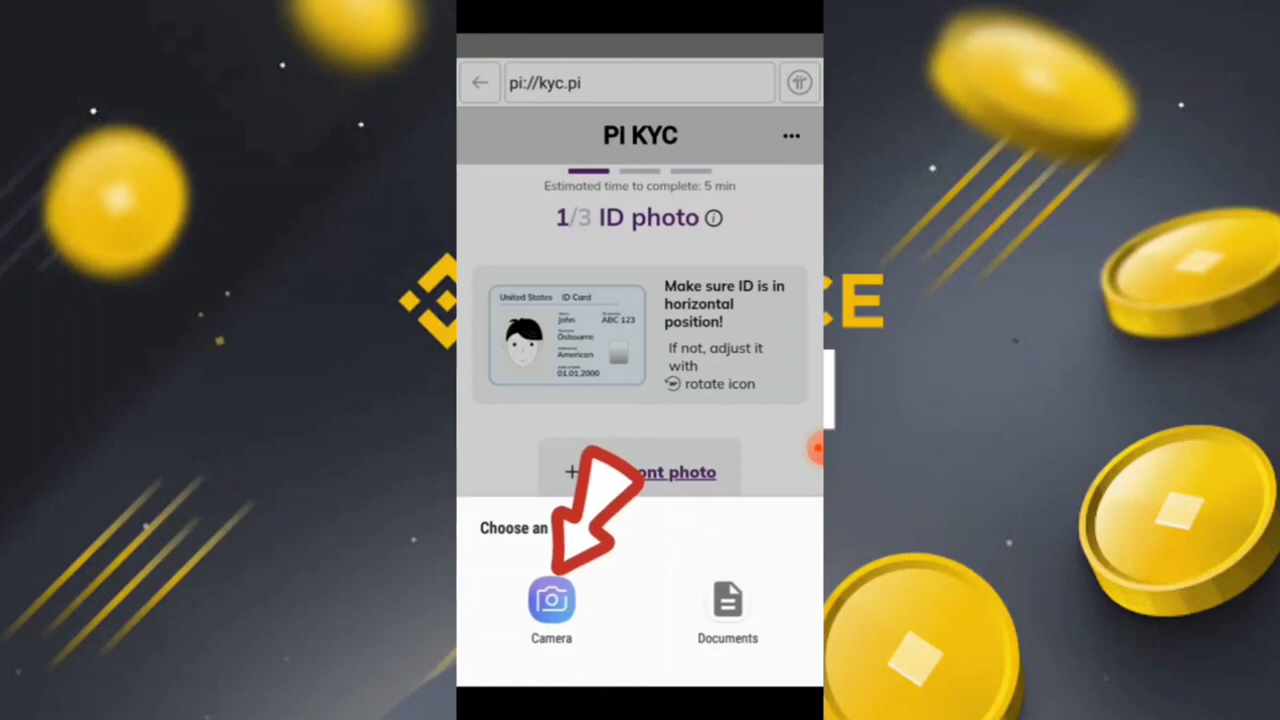 pi://kyc.pi
PI KYC
Estimated time to complete: 5 min
1/3 ID photo
United States ID Card
John
ABC 123
Osbourne
American
01.01.2000
Make sure ID is in
horizontal
position!
If not, adjust it
with
rotate icon
ont photo
Choose an
Camera
Documents
CE